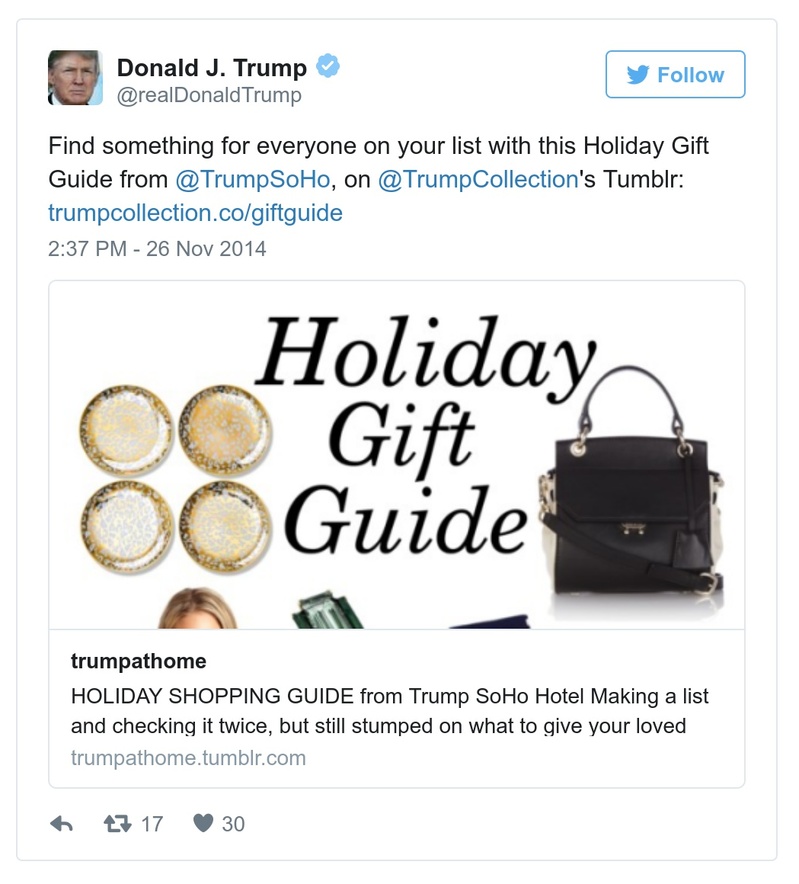 Donald J. Trump
@realDonaldTrump
Follow
Find something for everyone on your list with this Holiday Gift
Guide from @TrumpSoHo, on @TrumpCollection's Tumblr:
trumpcollection.co/giftguide
2:37 PM - 26 Nov 2014
Holiday
Gift
Guide
trumpathome
HOLIDAY SHOPPING GUIDE from Trump SoHo Hotel Making a list
and checking it twice, but still stumped on what to give your loved
trumpathome.tumblr.com
17
30